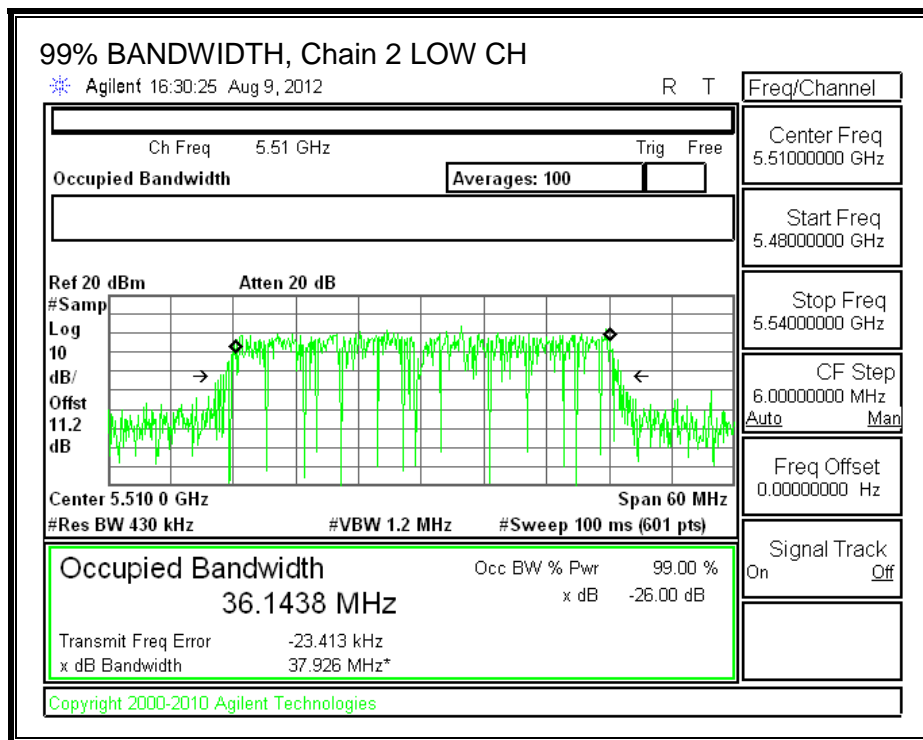 99% BANDWIDTH, Chain 2 LOW CH
Agilent 16:30:25 Aug 9, 2012 R T
Freq/Channel
Ch Freq 5.51 GHz Trig Free
Occupied Bandwidth Averages: 100
Center Freq
5.51000000 GHz
Start Freq
5.48000000 GHz
Stop Freq
5.54000000 GHz
CF Step
6.00000000 MHz
Auto Man
Freq Offset
0.00000000 Hz
Signal Track
On Off
Ref 20 dBm Atten 20 dB
#Samp
Log
10
dB/
Offst
11.2
dB
Center 5.510 0 GHz Span 60 MHz
#Res BW 430 kHz #VBW 1.2 MHz #Sweep 100 ms (601 pts)
Occupied Bandwidth Occ BW % Pwr 99.00 %
36.1438 MHz x dB -26.00 dB
Transmit Freq Error -23.413 kHz
x dB Bandwidth 37.926 MHz*
Copyright 2000-2010 Agilent Technologies